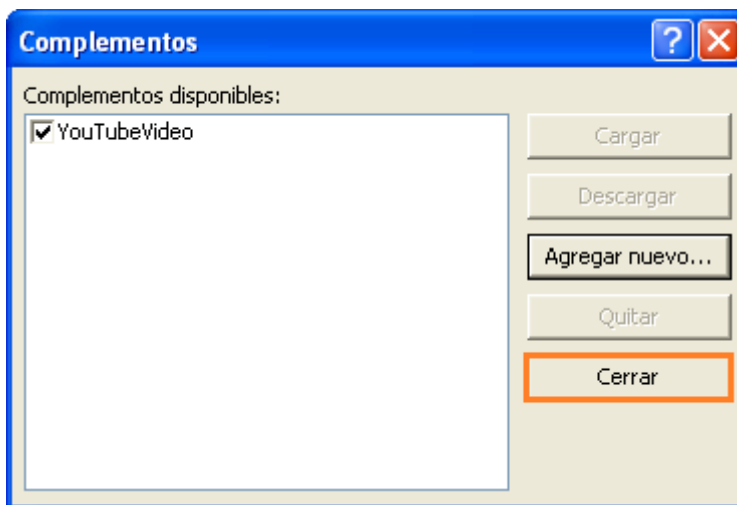 Complementos
Complementos disponibles:
YouTubeVideo
Cargar
Descargar
Agregar nuevo...
Quitar
Cerrar